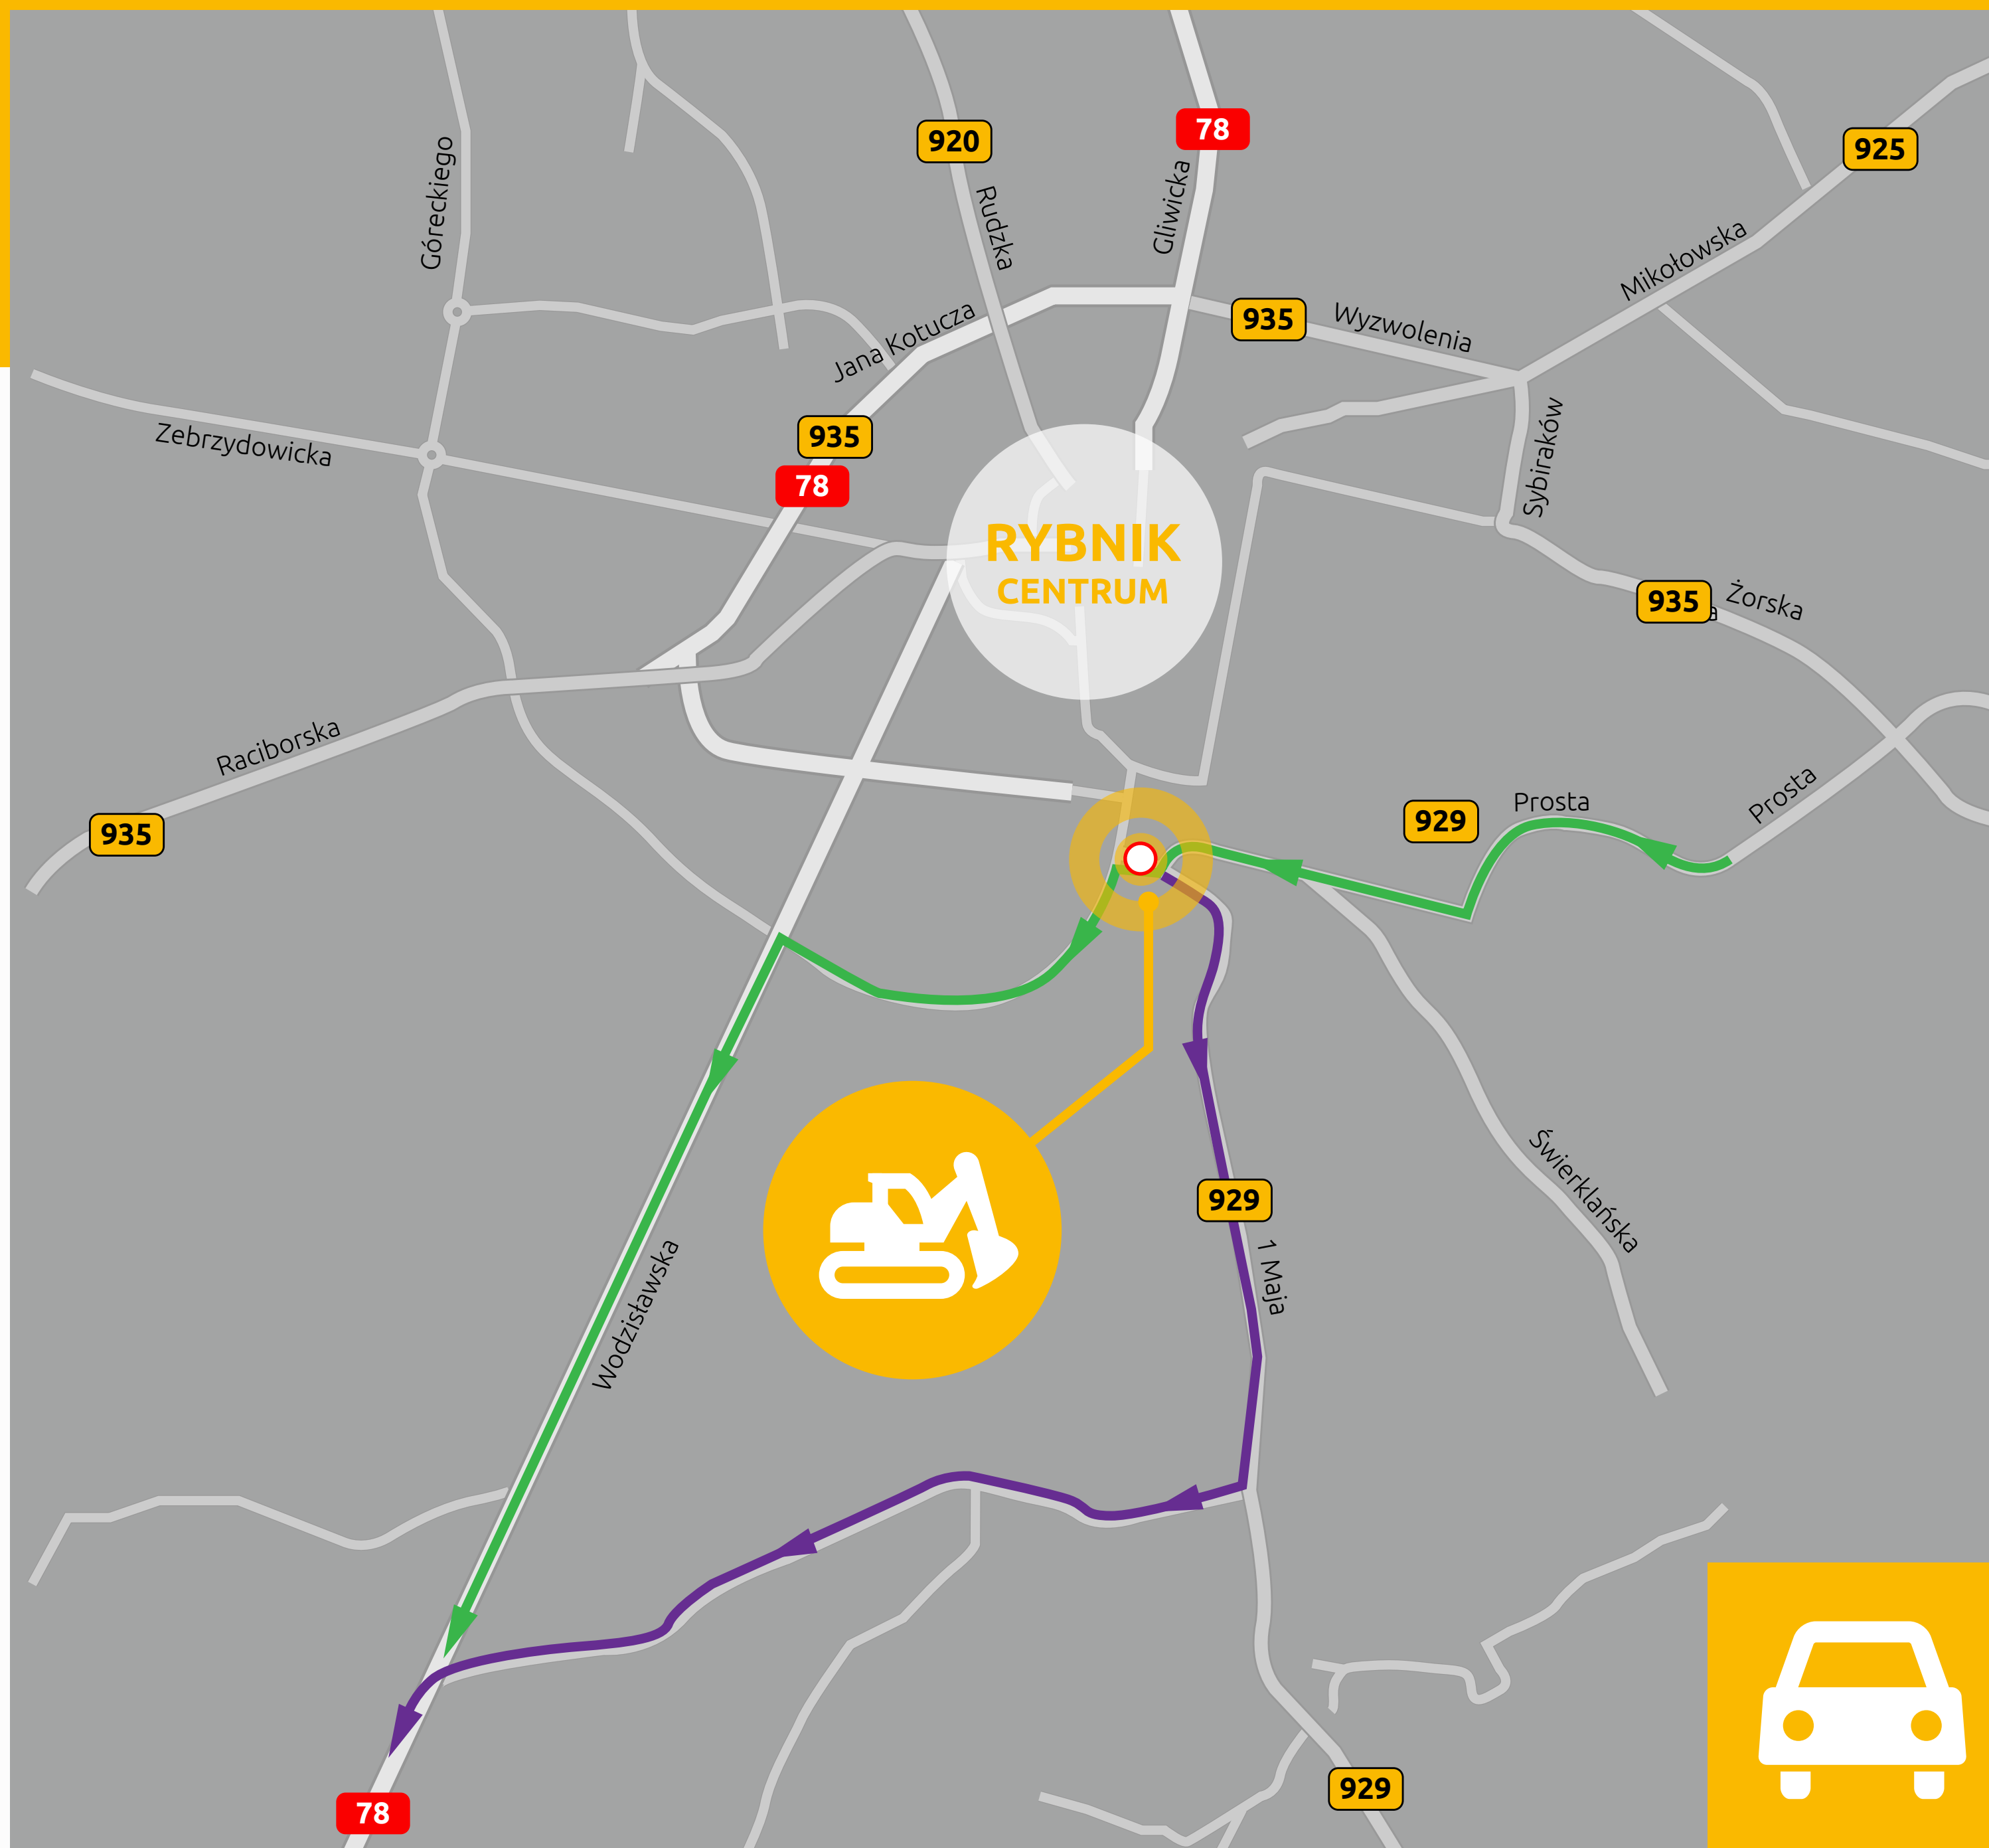 78
920
925
Góreckiego
Rudzka
Gliwicka
Mikołowska
Jana Kotucza
935
Wyzwolenia
935
Zebrzydowicka
78
Sybiraków
RYBNIK
CENTRUM
935
Żorska
Raciborska
935
929
Prosta
Prosta
Świerklańska
929
1 Maja
Wodzisławska
929
78